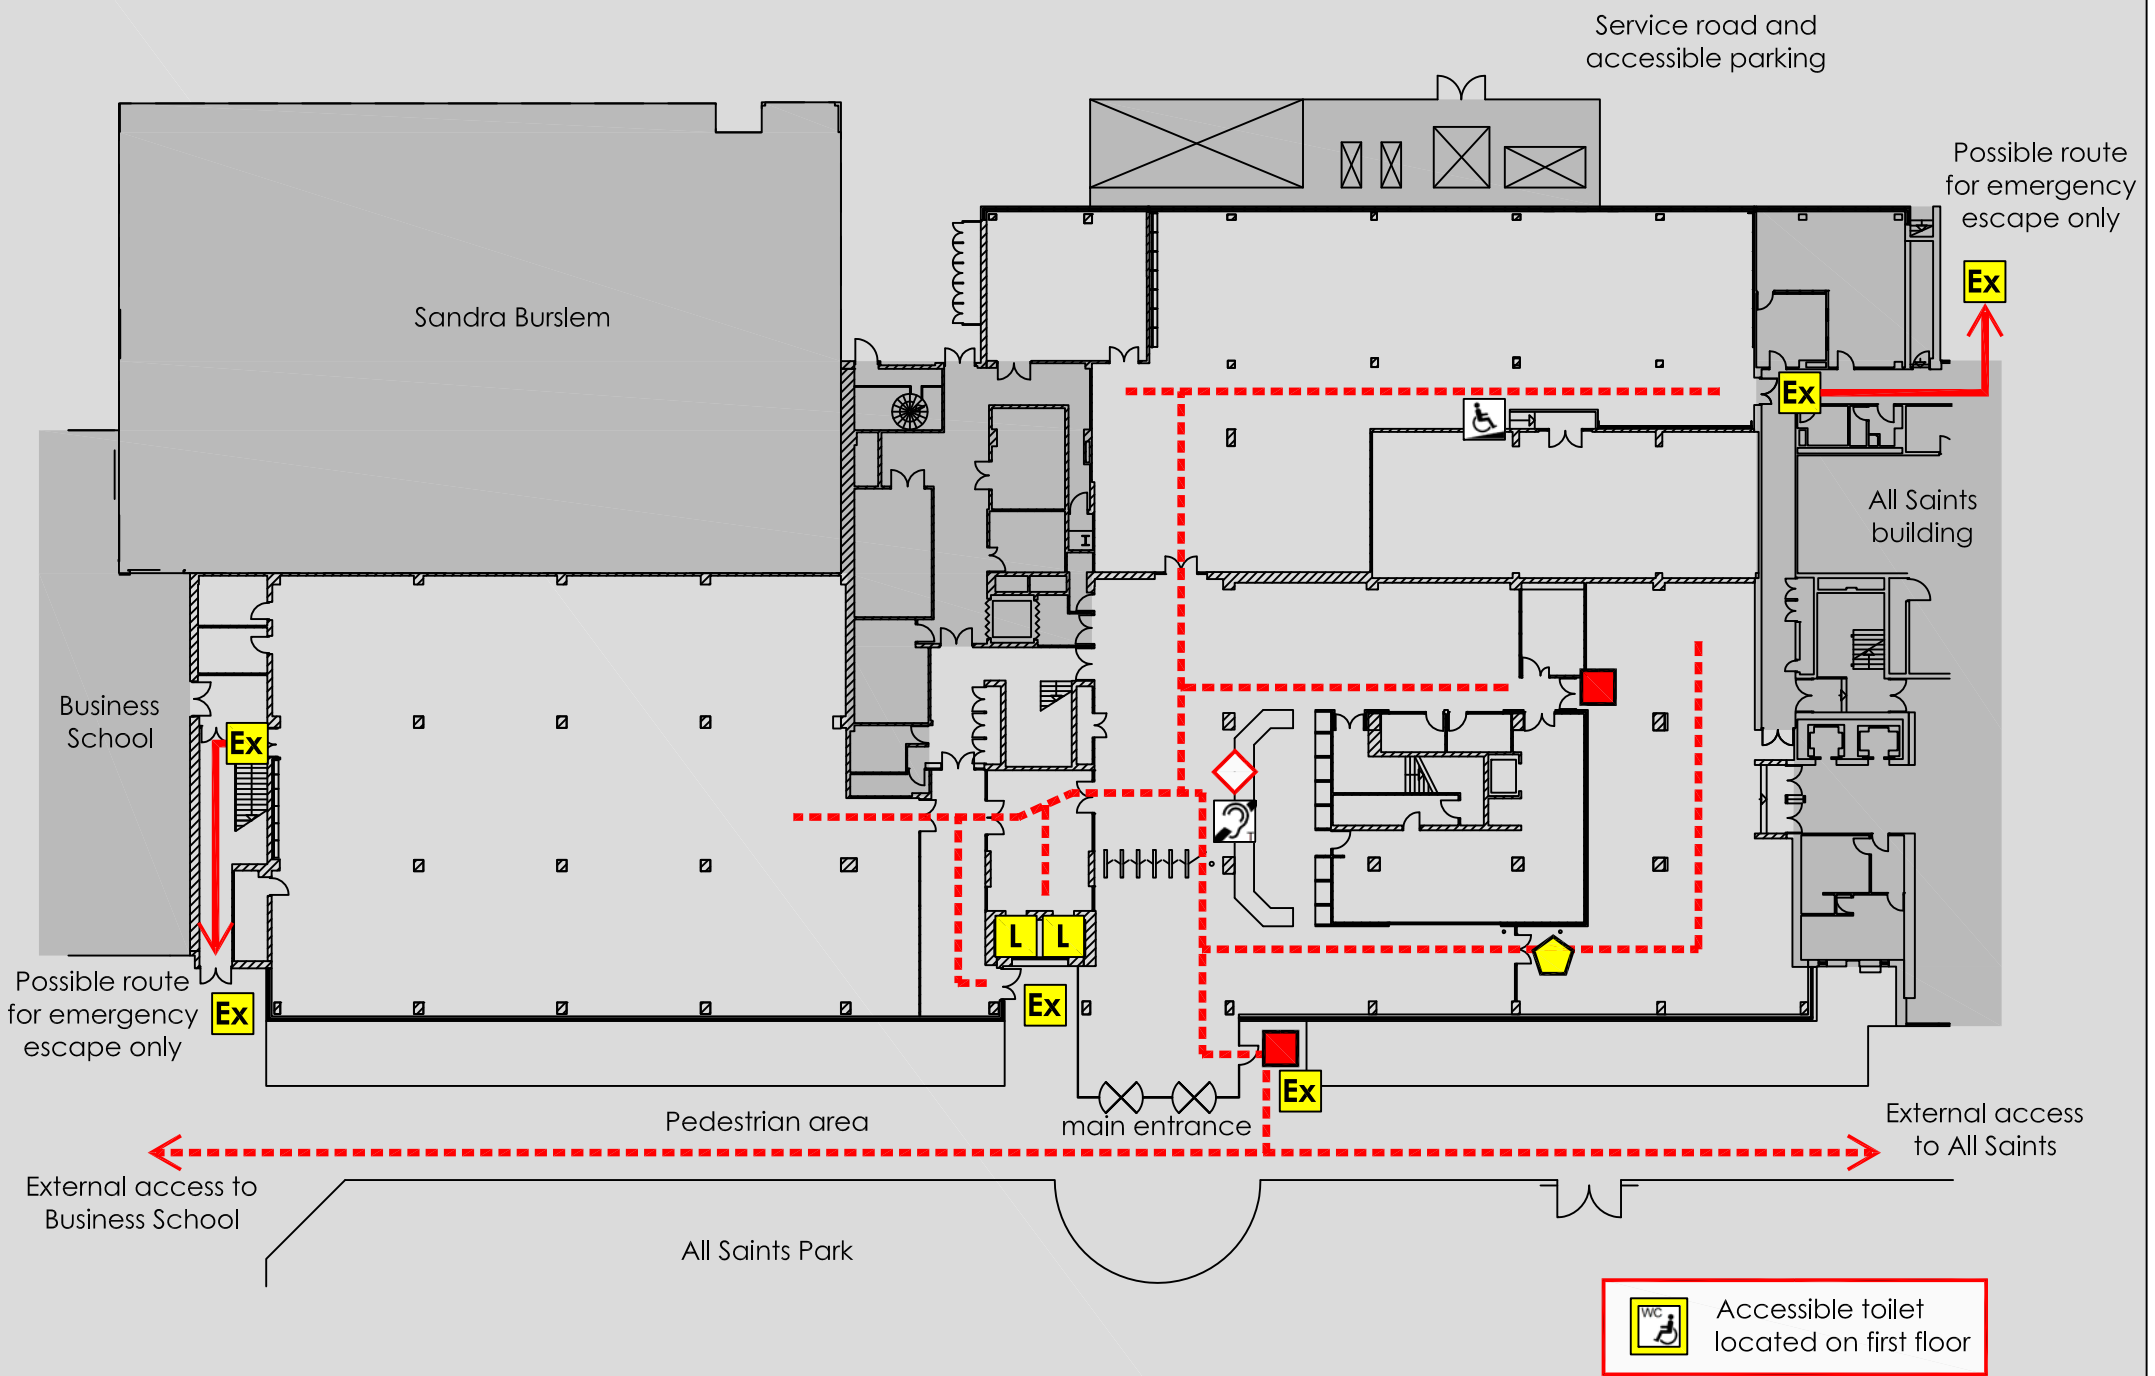 Service road and
accessible parking
Possible route
for emergency
escape only
Ex
Sandra Burslem
Ex
All Saints
building
Business
School
Ex
T
L
L
Possible route
for emergency
escape only
Ex
Ex
Ex
Pedestrian area
main entrance
External access
to All Saints
External access to
Business School
All Saints Park
WC
Accessible toilet
located on first floor